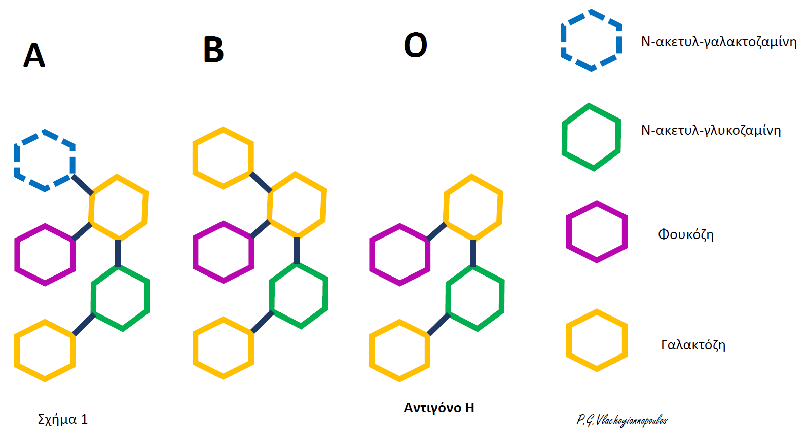 A
B
O
Ν-ακετυλ-γαλακτοζαμίνη
Ν-ακετυλ-γλυκοζαμίνη
Φουκόζη
Γαλακτόζη
Αντιγόνο Η
Σχήμα 1
P.G.Vlachogiannopoulos